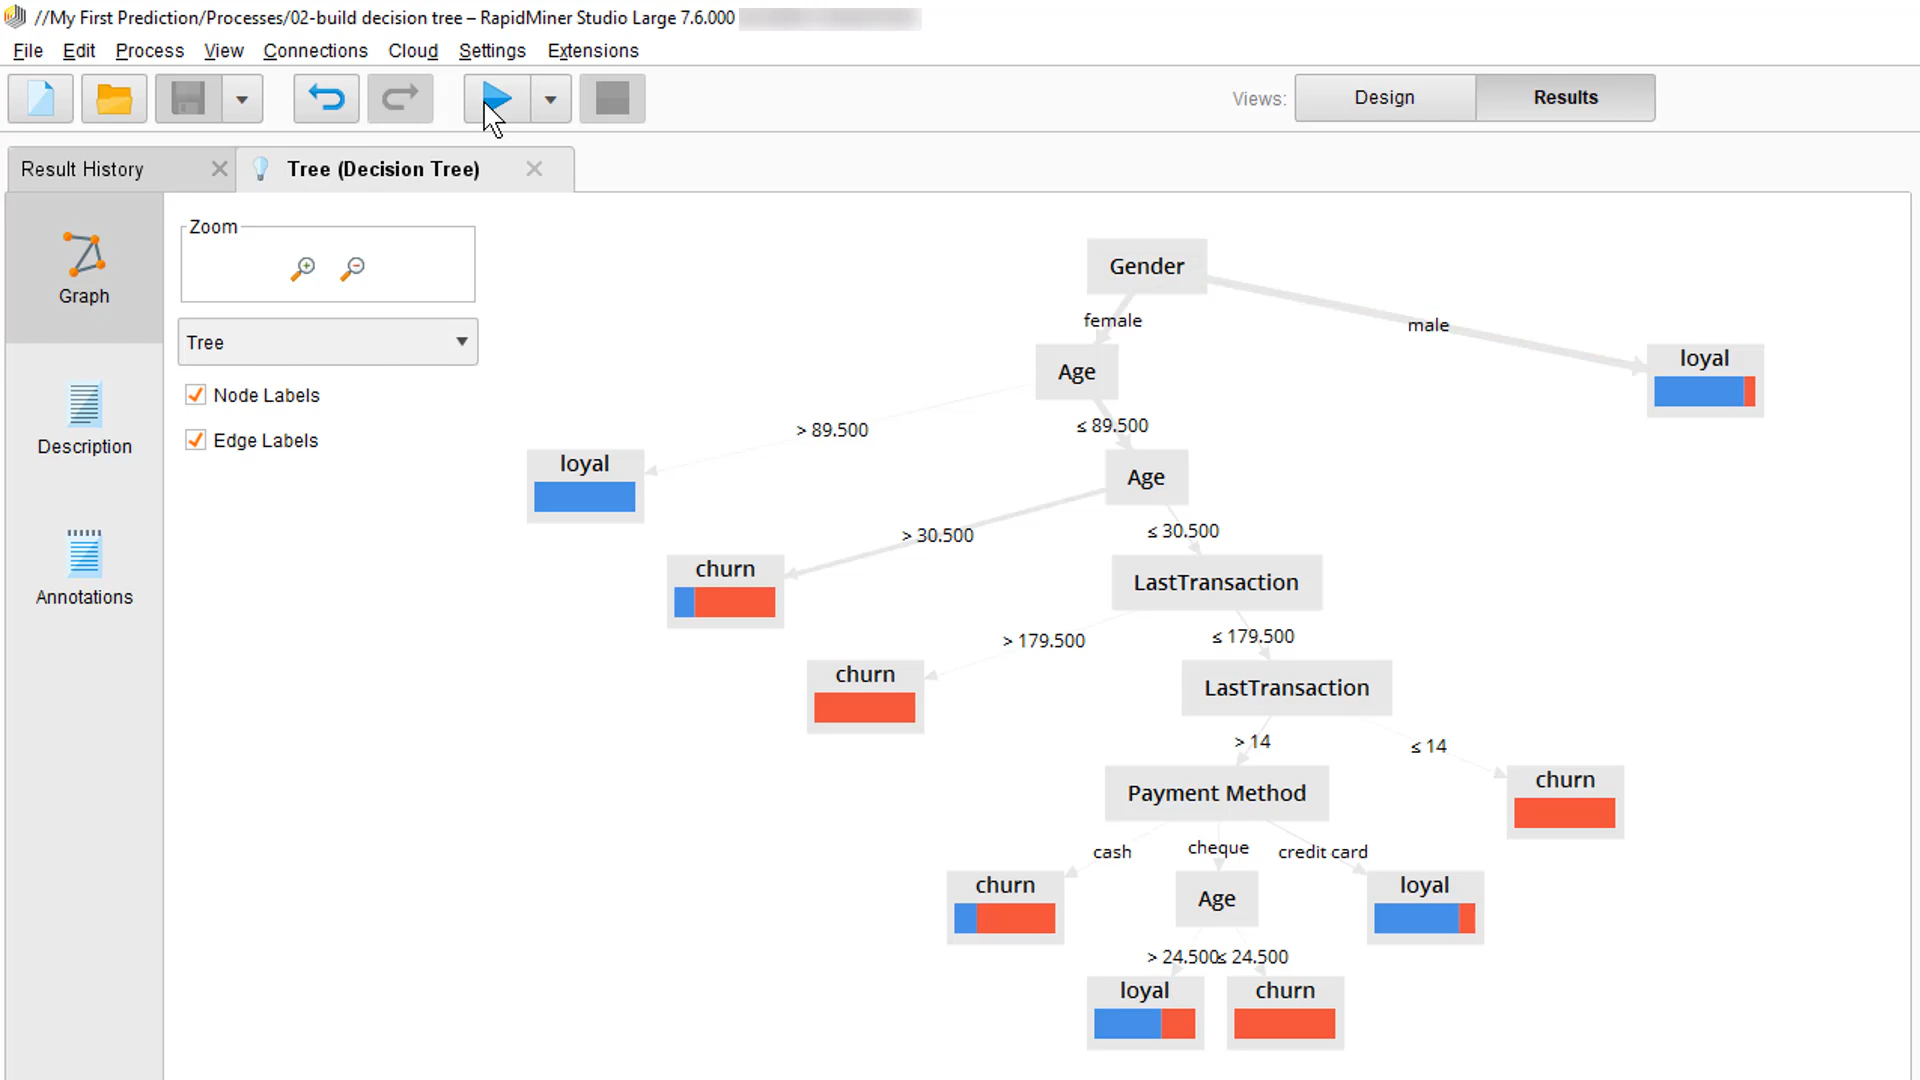 //My First Prediction/Processes/02-build decision tree – RapidMiner Studio Large 7.6.000
File Edit Process View Connections Cloud Settings Extensions
Views: Design Results
Result History Tree (Decision Tree)
Zoom
Graph
Tree
Node Labels
Edge Labels
Description
Annotations
Gender
female
male
Age
loyal
> 89.500
≤ 89.500
loyal
Age
> 30.500
≤ 30.500
churn
LastTransaction
> 179.500
≤ 179.500
churn
LastTransaction
> 14
≤ 14
Payment Method
churn
cash
cheque
credit card
churn
Age
loyal
> 24.500
≤ 24.500
loyal
churn